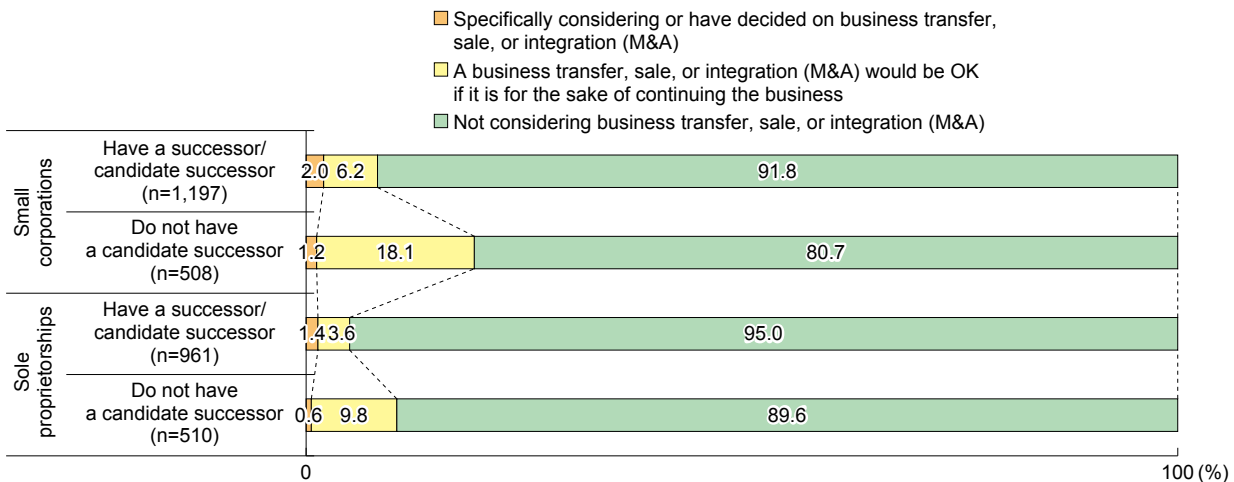 Specifically considering or have decided on business transfer,
sale, or integration (M&A)
A business transfer, sale, or integration (M&A) would be OK
if it is for the sake of continuing the business
Not considering business transfer, sale, or integration (M&A)
Small
corporations
Have a successor/
candidate successor
(n=1,197)
2.0 6.2 91.8
Do not have
a candidate successor
(n=508)
1.2 18.1 80.7
Sole
proprietorships
Have a successor/
candidate successor
(n=961)
1.4 3.6 95.0
Do not have
a candidate successor
(n=510)
0.6 9.8 89.6
0 100 (%)